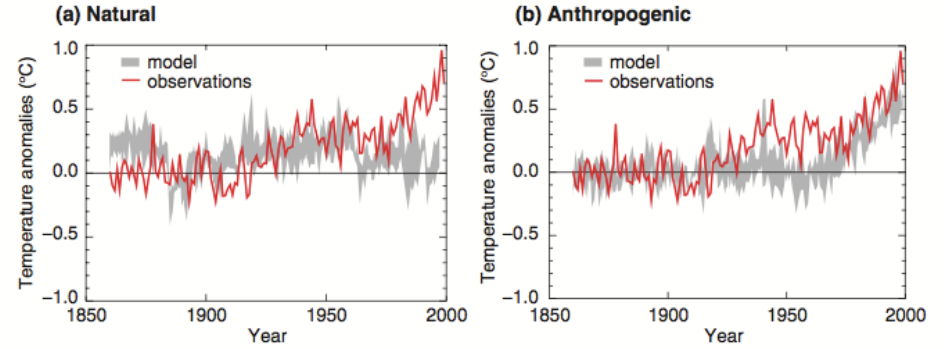 (a) Natural
(b) Anthropogenic
Temperature anomalies (°C)
1.0
0.5
0.0
−0.5
−1.0
model
observations
1850
1900
1950
2000
Year
Temperature anomalies (°C)
1.0
0.5
0.0
−0.5
−1.0
model
observations
1850
1900
1950
2000
Year